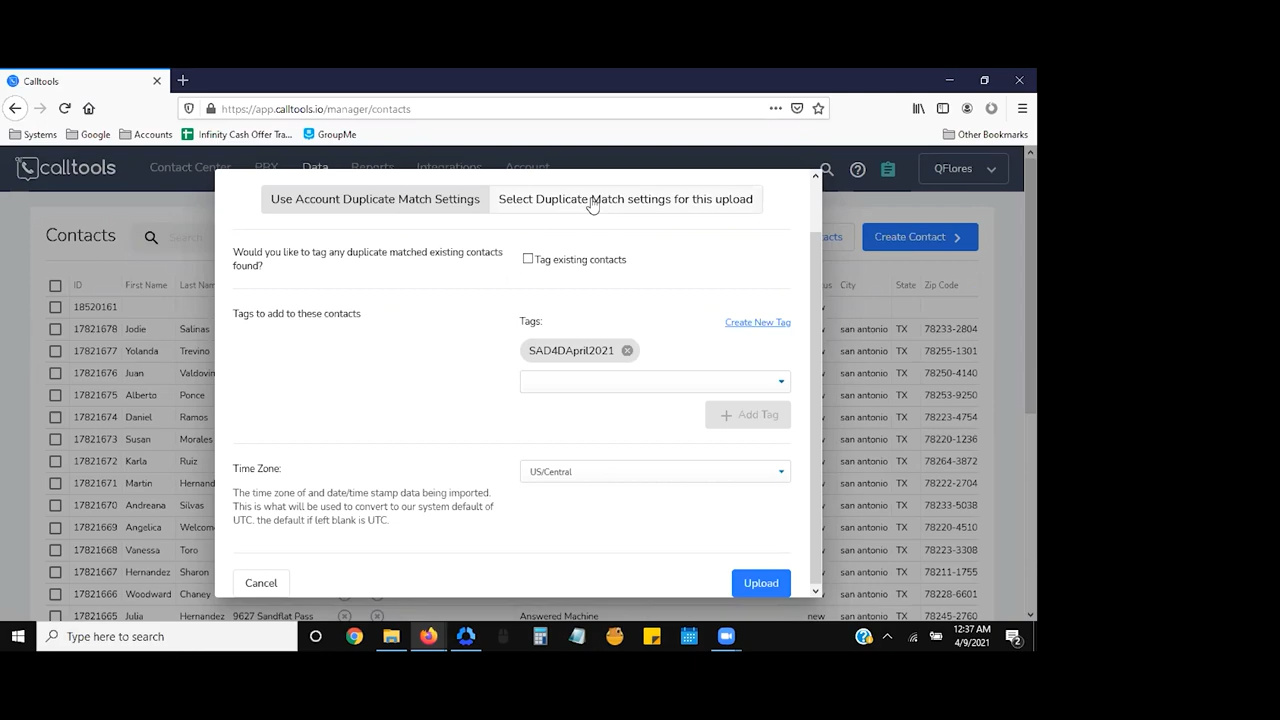 Calltools
https://app.calltools.io/manager/contacts
Systems Google Accounts Infinity Cash Offer Tra... GroupMe Other Bookmarks
calltools Contact Center PBX Data Reports Integrations Account QFlores
Use Account Duplicate Match Settings Select Duplicate Match settings for this upload
Contacts Search acts Create Contact
Would you like to tag any duplicate matched existing contacts
found?
Tag existing contacts
ID First Name Last Nam us City State Zip Code
18520161
Tags to add to these contacts
Tags: Create New Tag
SAD4DApril2021
Add Tag
17821678 Jodie Salinas san antonio TX 78233-2804
17821677 Yolanda Trevino san antonio TX 78255-1301
17821676 Juan Valdovin san antonio TX 78250-4140
17821675 Alberto Ponce san antonio TX 78253-9250
17821674 Daniel Ramos san antonio TX 78223-4754
17821673 Susan Morales san antonio TX 78220-1236
17821672 Karla Ruiz san antonio TX 78264-3872
17821671 Martin Hernand san antonio TX 78222-2704
17821670 Andreana Silvas san antonio TX 78223-5038
17821669 Angelica Welcom san antonio TX 78220-4510
17821668 Vanessa Toro san antonio TX 78223-3308
17821667 Hernandez Sharon san antonio TX 78211-1755
17821666 Woodward Chaney san antonio TX 78228-6601
17821665 Julia Hernandez 9627 Sandflat Pass Answered Machine new san antonio TX 78245-2760
Time Zone: US/Central
The time zone of and date/time stamp data being imported.
This is what will be used to convert to our system default of
UTC. the default if left blank is UTC.
Cancel Upload
Type here to search
12:37 AM
4/9/2021
2